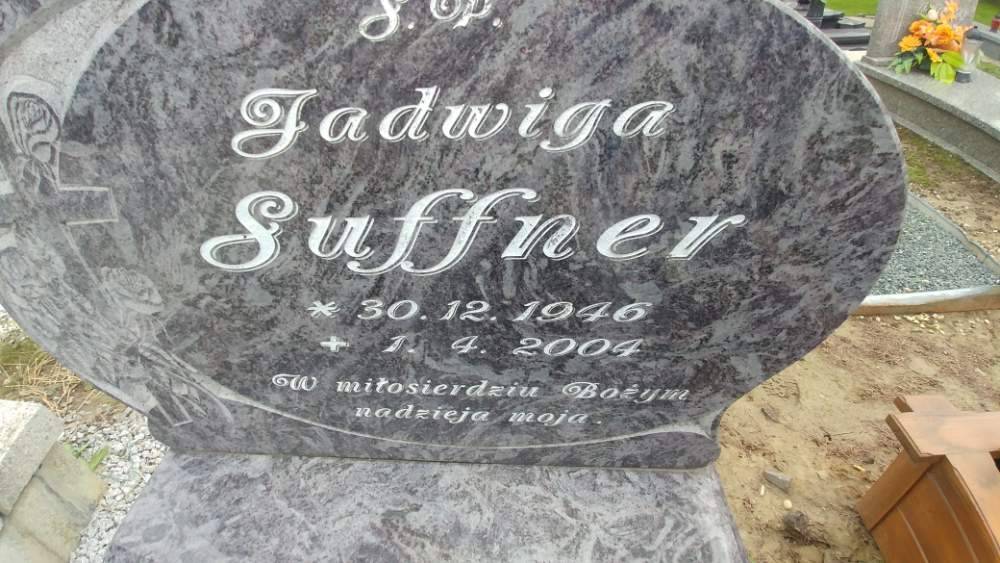 Ś. P.
Jadwiga
Suffner
* 30. 12. 1946
+ 1. 4. 2004
W miłosierdziu Bożym
nadzieja moja.